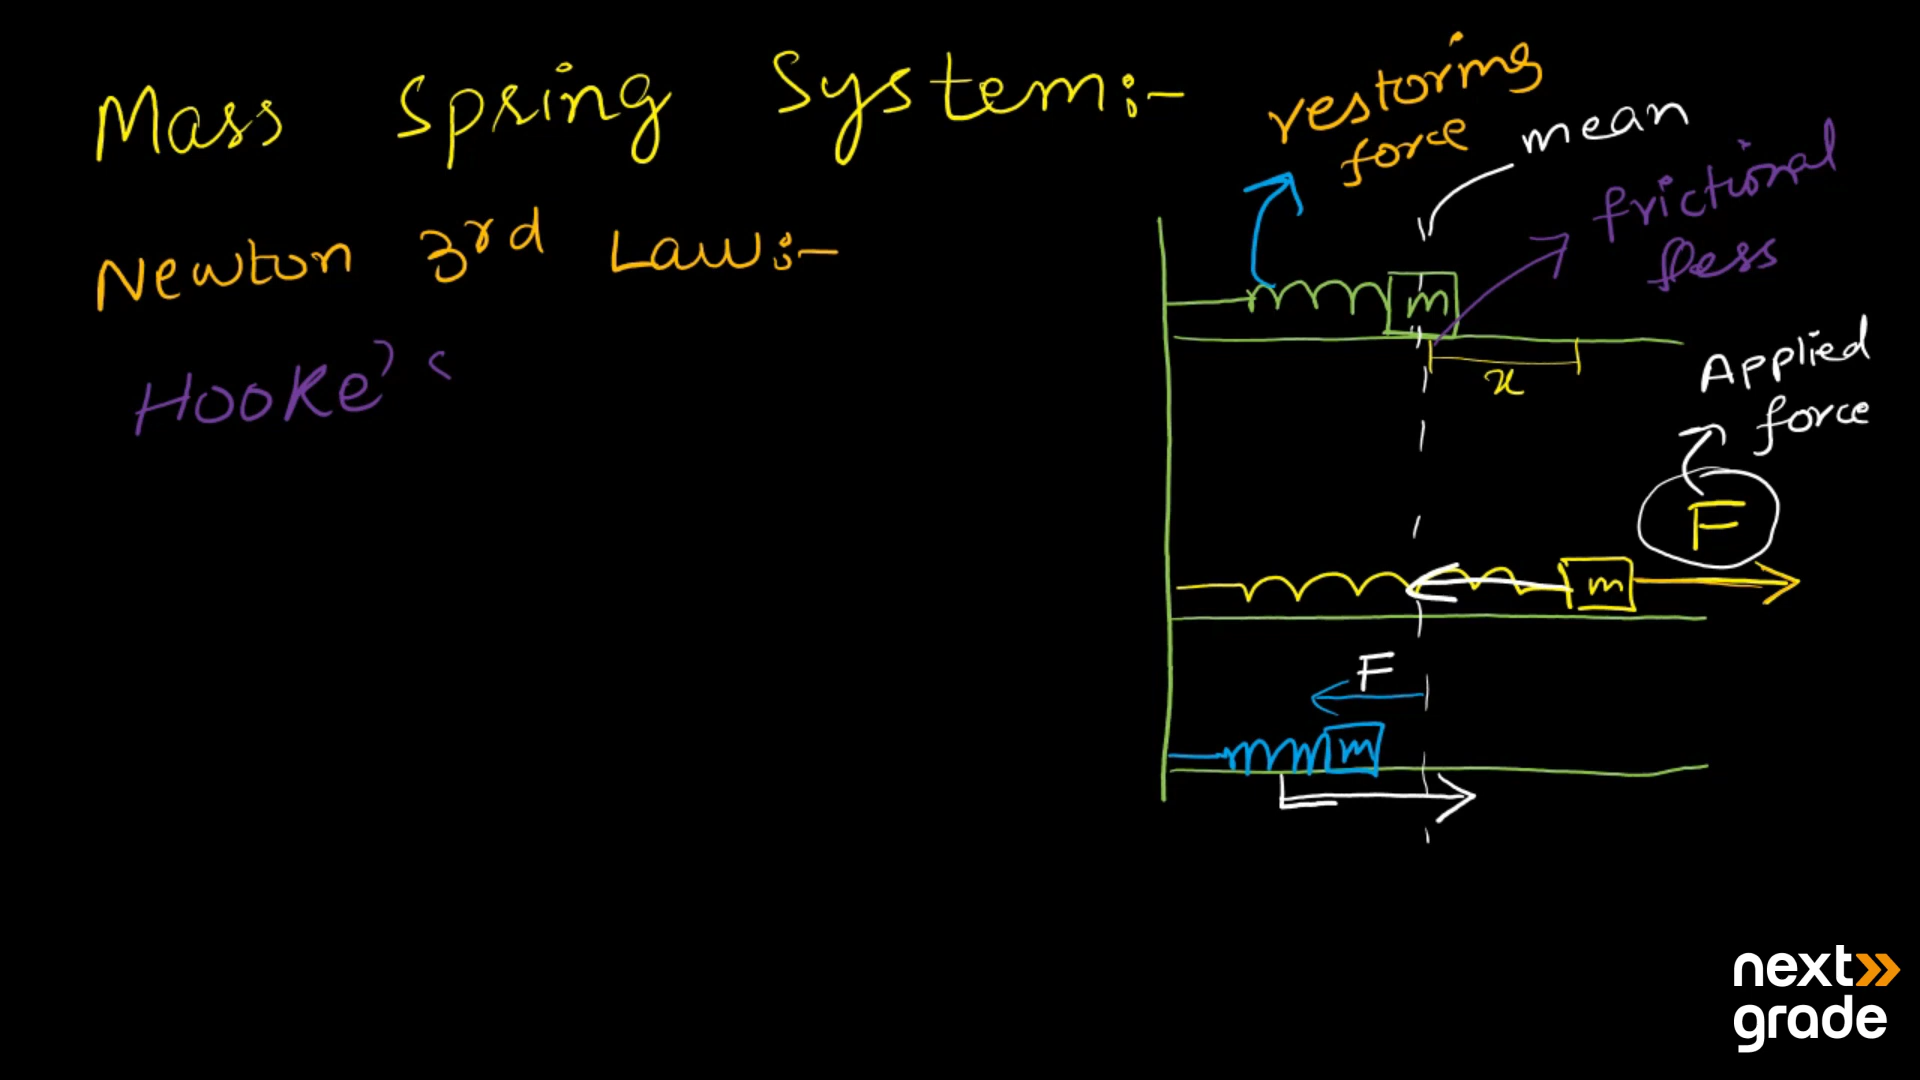 Mass Spring System:-
Newton 3rd Law:-
Hooke's
restoring
force
mean
frictional
less
m
x
Applied
force
F
m
F
m
next
grade